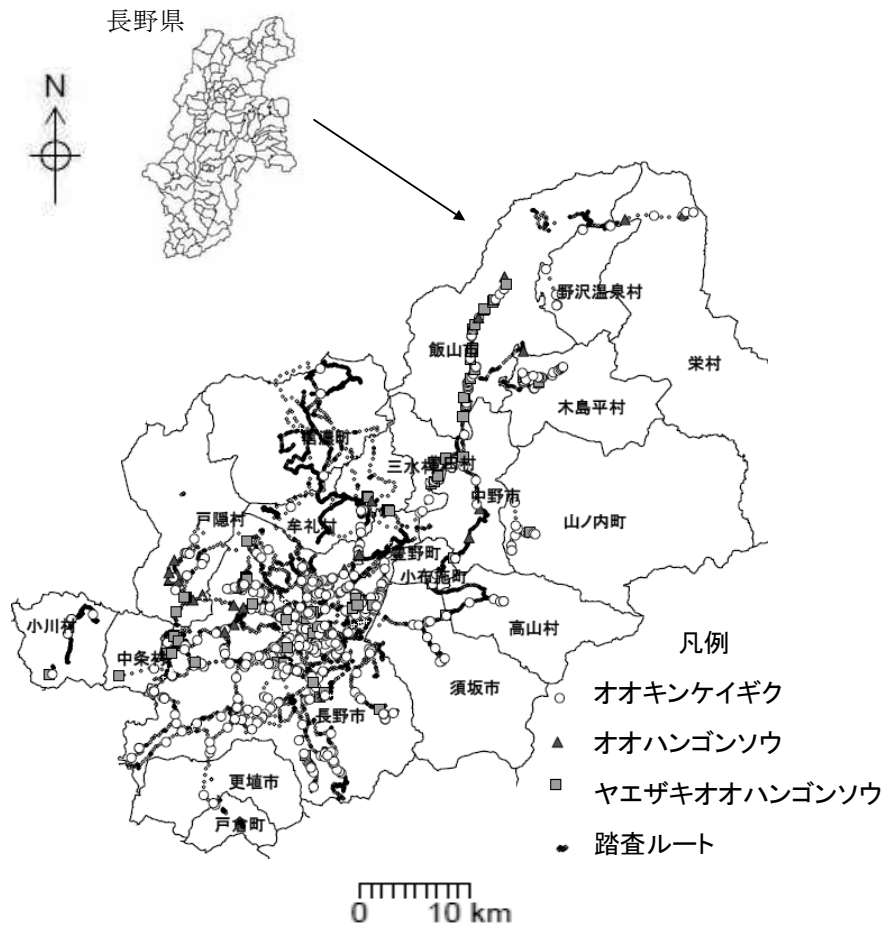 長野県
N
野沢温泉村
飯山市
栄村
木島平村
信濃町
三水村
豊田村
中野市
山ノ内町
戸隠村
牟礼村
豊野町
小布施町
小川村
中条村
高山村
凡例
須坂市
オオキンケイギク
長野市
オオハンゴンソウ
更埴市
ヤエザキオオハンゴンソウ
戸倉町
踏査ルート
0 10 km